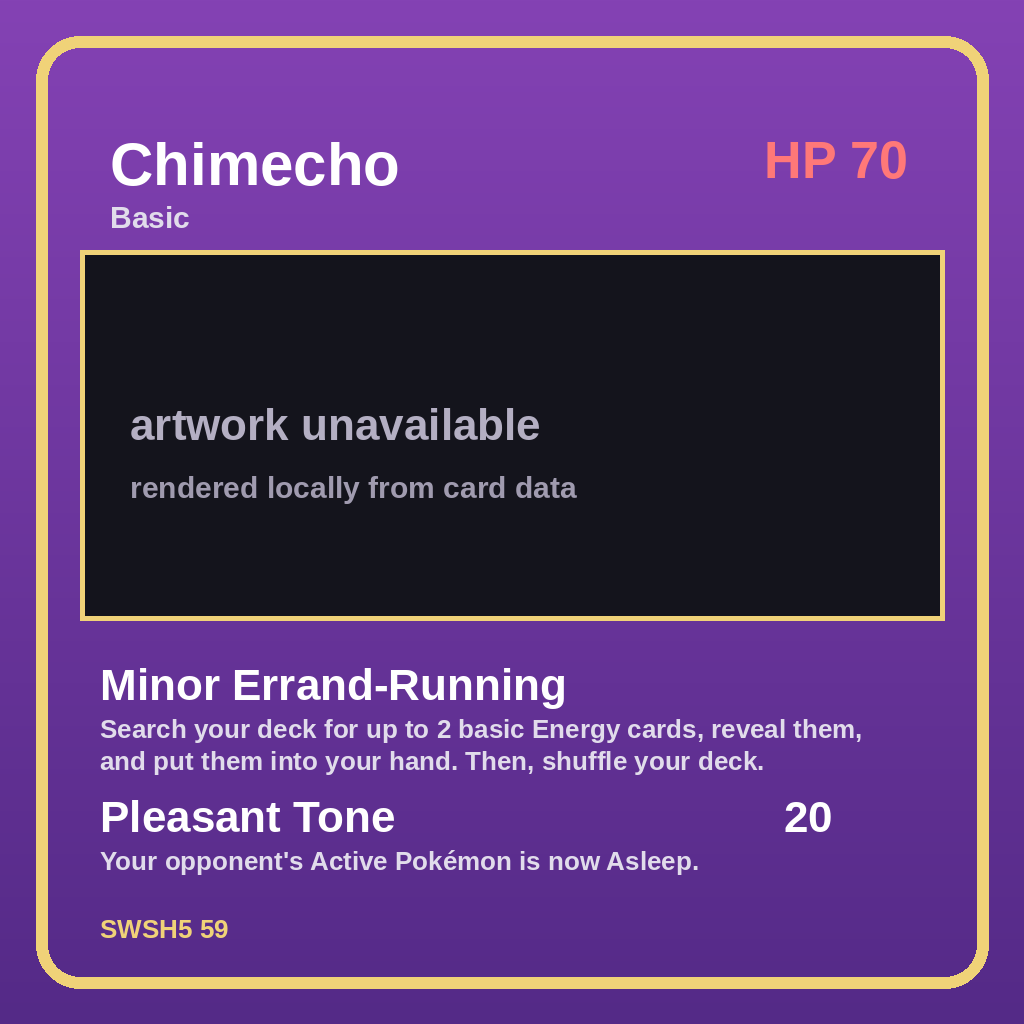 Chimecho
HP 70
Basic
artwork unavailable
rendered locally from card data
Minor Errand-Running
Search your deck for up to 2 basic Energy cards, reveal them,
and put them into your hand. Then, shuffle your deck.
Pleasant Tone 20
Your opponent's Active Pokémon is now Asleep.
SWSH5 59